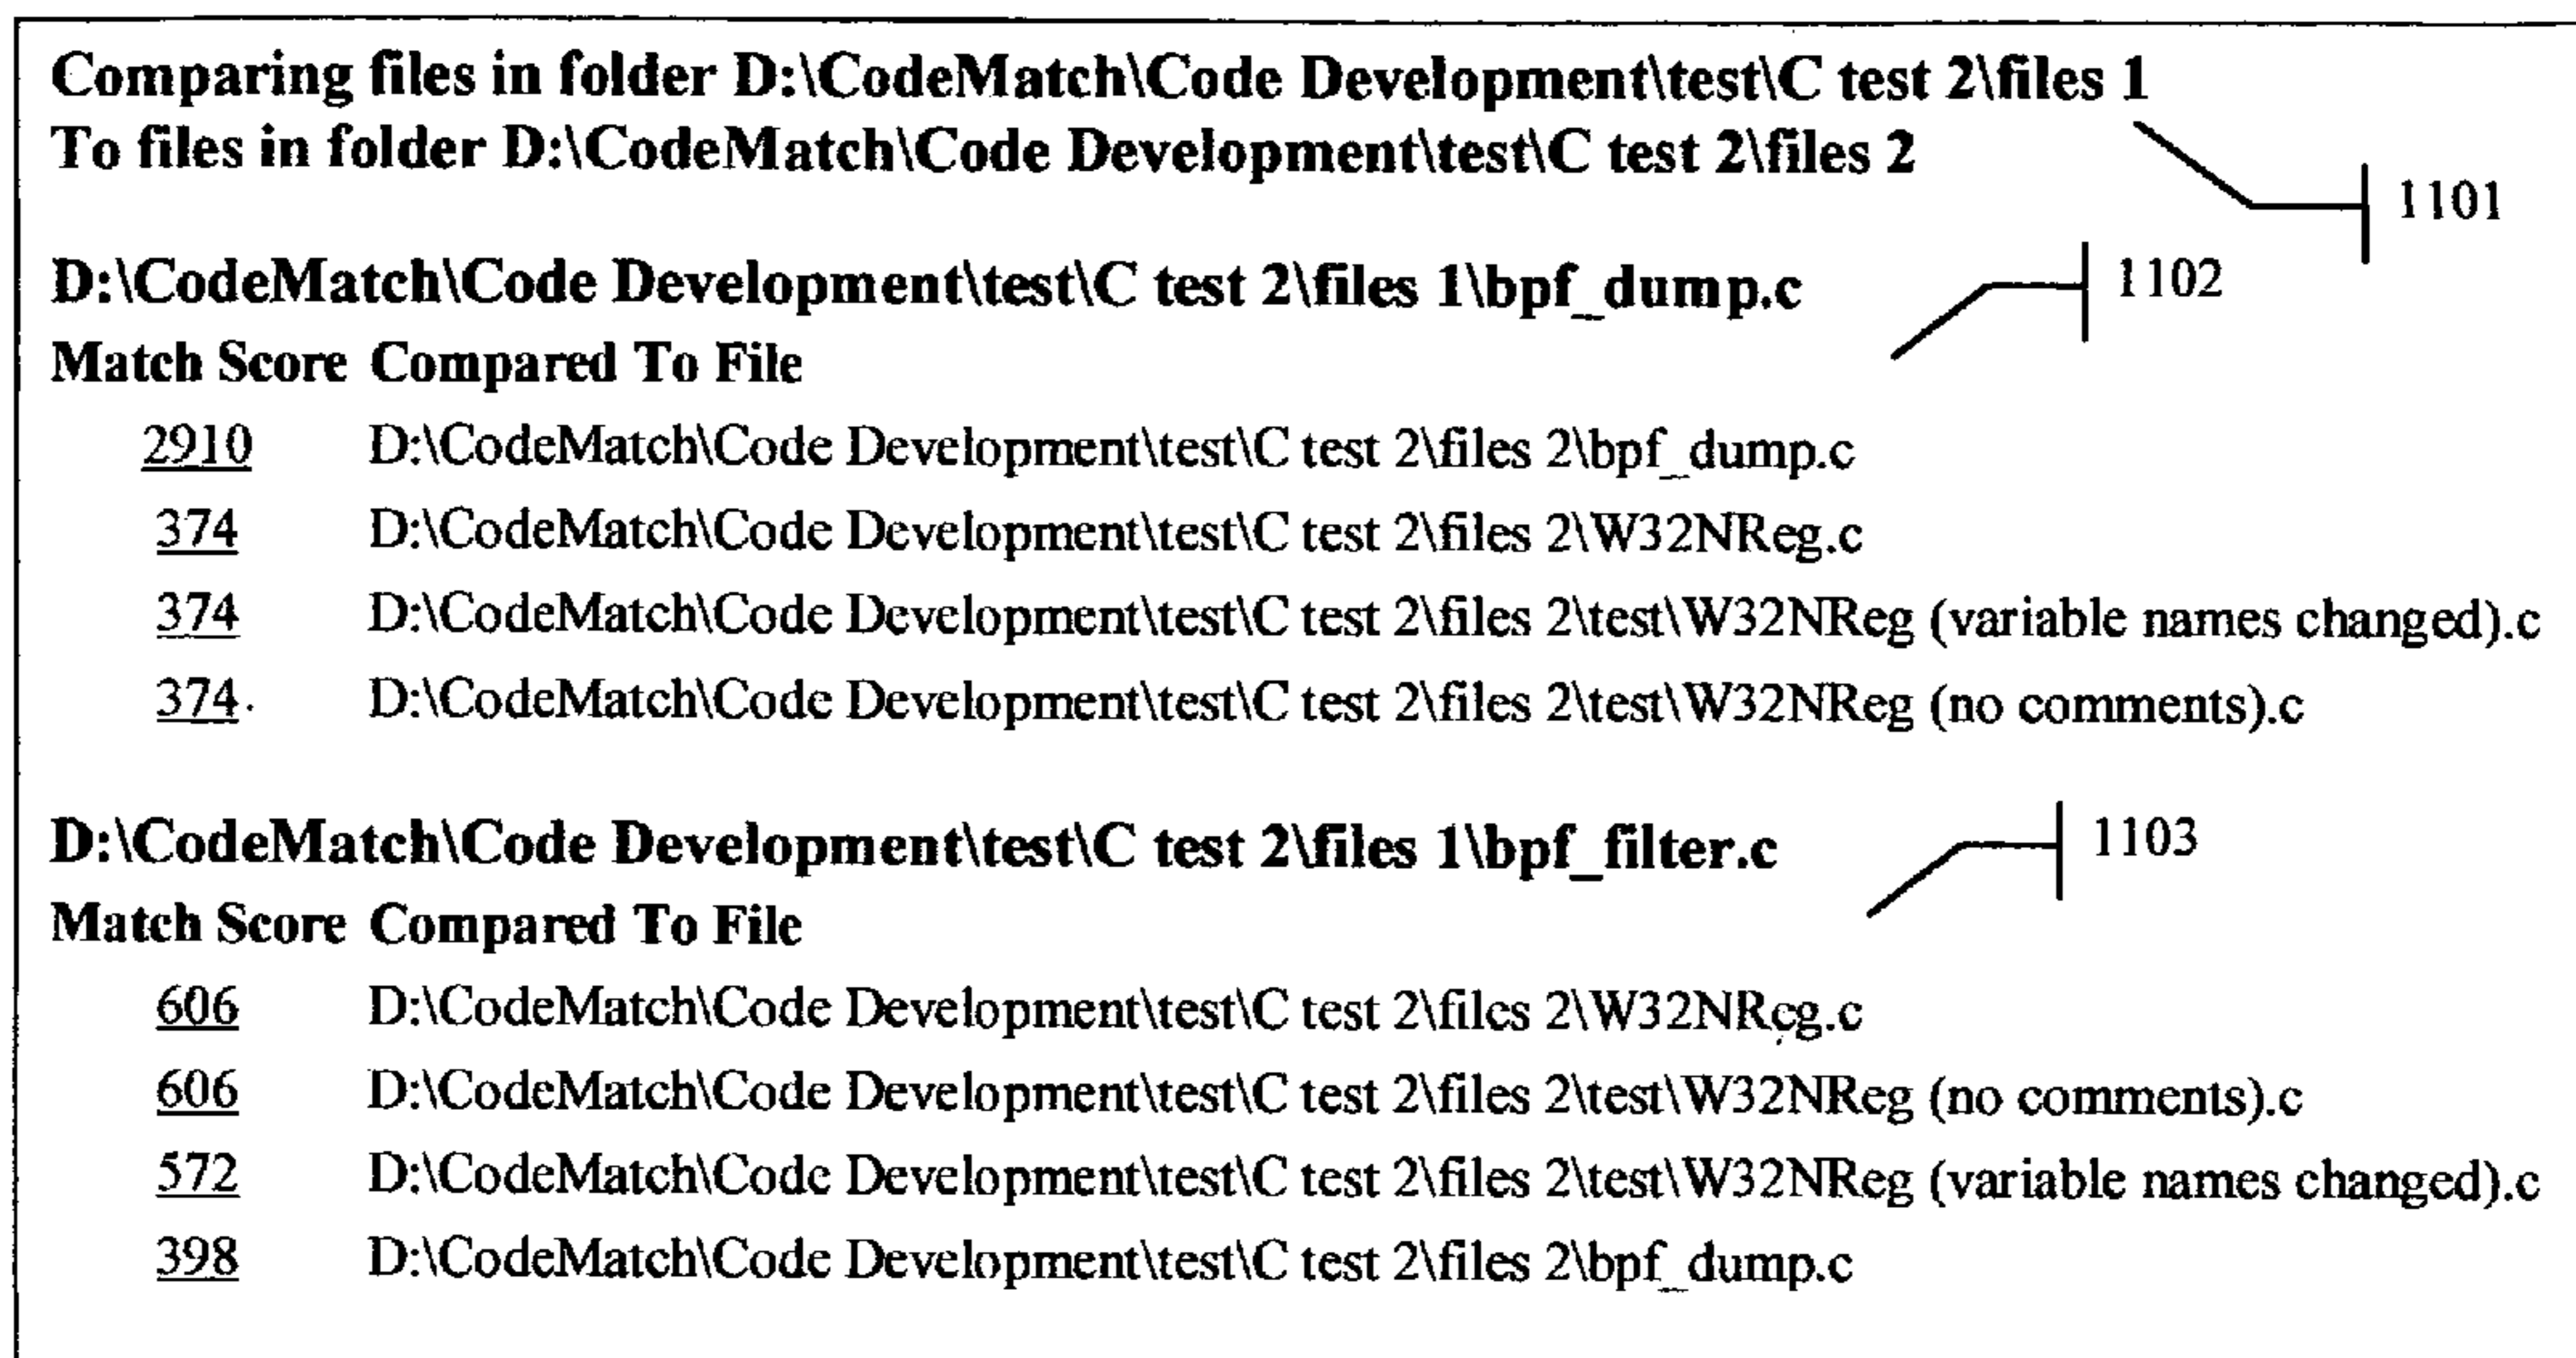 Comparing files in folder D:\CodeMatch\Code Development\test\C test 2\files 1
To files in folder D:\CodeMatch\Code Development\test\C test 2\files 2
1101
D:\CodeMatch\Code Development\test\C test 2\files 1\bpf_dump.c
1102
Match Score Compared To File
2910 D:\CodeMatch\Code Development\test\C test 2\files 2\bpf_dump.c
374 D:\CodeMatch\Code Development\test\C test 2\files 2\W32NReg.c
374 D:\CodeMatch\Code Development\test\C test 2\files 2\test\W32NReg (variable names changed).c
374 D:\CodeMatch\Code Development\test\C test 2\files 2\test\W32NReg (no comments).c
D:\CodeMatch\Code Development\test\C test 2\files 1\bpf_filter.c
1103
Match Score Compared To File
606 D:\CodeMatch\Code Development\test\C test 2\files 2\W32NReg.c
606 D:\CodeMatch\Code Development\test\C test 2\files 2\test\W32NReg (no comments).c
572 D:\CodeMatch\Code Development\test\C test 2\files 2\test\W32NReg (variable names changed).c
398 D:\CodeMatch\Code Development\test\C test 2\files 2\bpf_dump.c